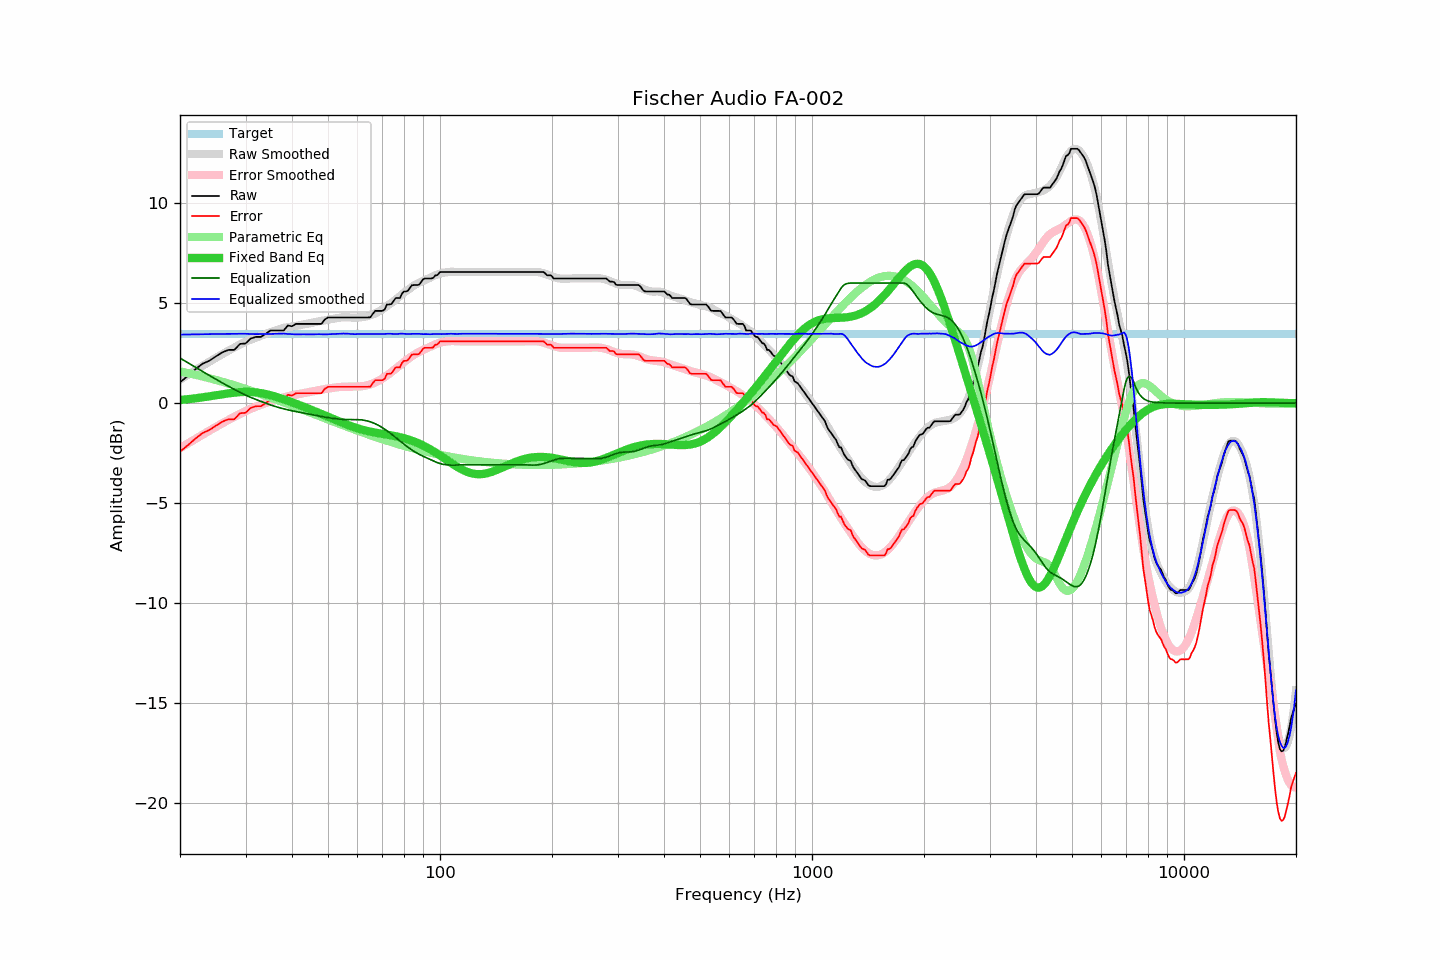 Fischer Audio FA-002
Target
Raw Smoothed
Error Smoothed
Raw
Error
Parametric Eq
Fixed Band Eq
Equalization
Equalized smoothed
10
5
0
−5
−10
−15
−20
Amplitude (dBr)
100
1000
10000
Frequency (Hz)